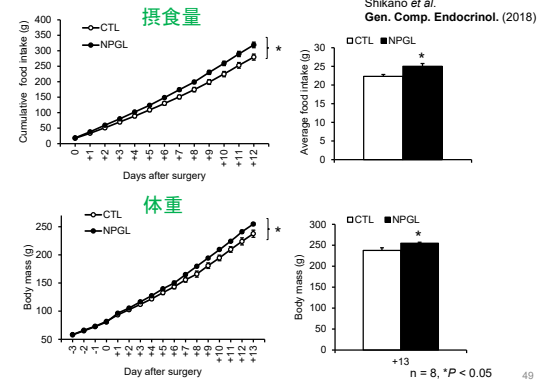 Shikano et al.
Gen. Comp. Endocrinol. (2018)
摂食量
Cumulative food intake (g)
400
350
300
250
200
150
100
50
0
CTL
NPGL
*
0 +1 +2 +3 +4 +5 +6 +7 +8 +9 +10 +11 +12
Days after surgery
Average food intake (g)
30
25
20
15
10
5
0
CTL NPGL
*
体重
Body mass (g)
250
200
150
100
50
CTL
NPGL
*
-3 -2 -1 0 +1 +2 +3 +4 +5 +6 +7 +8 +9 +10 +11 +12 +13
Day after surgery
Body mass (g)
300
250
200
150
100
50
0
CTL NPGL
*
+13
n = 8, *P < 0.05
49